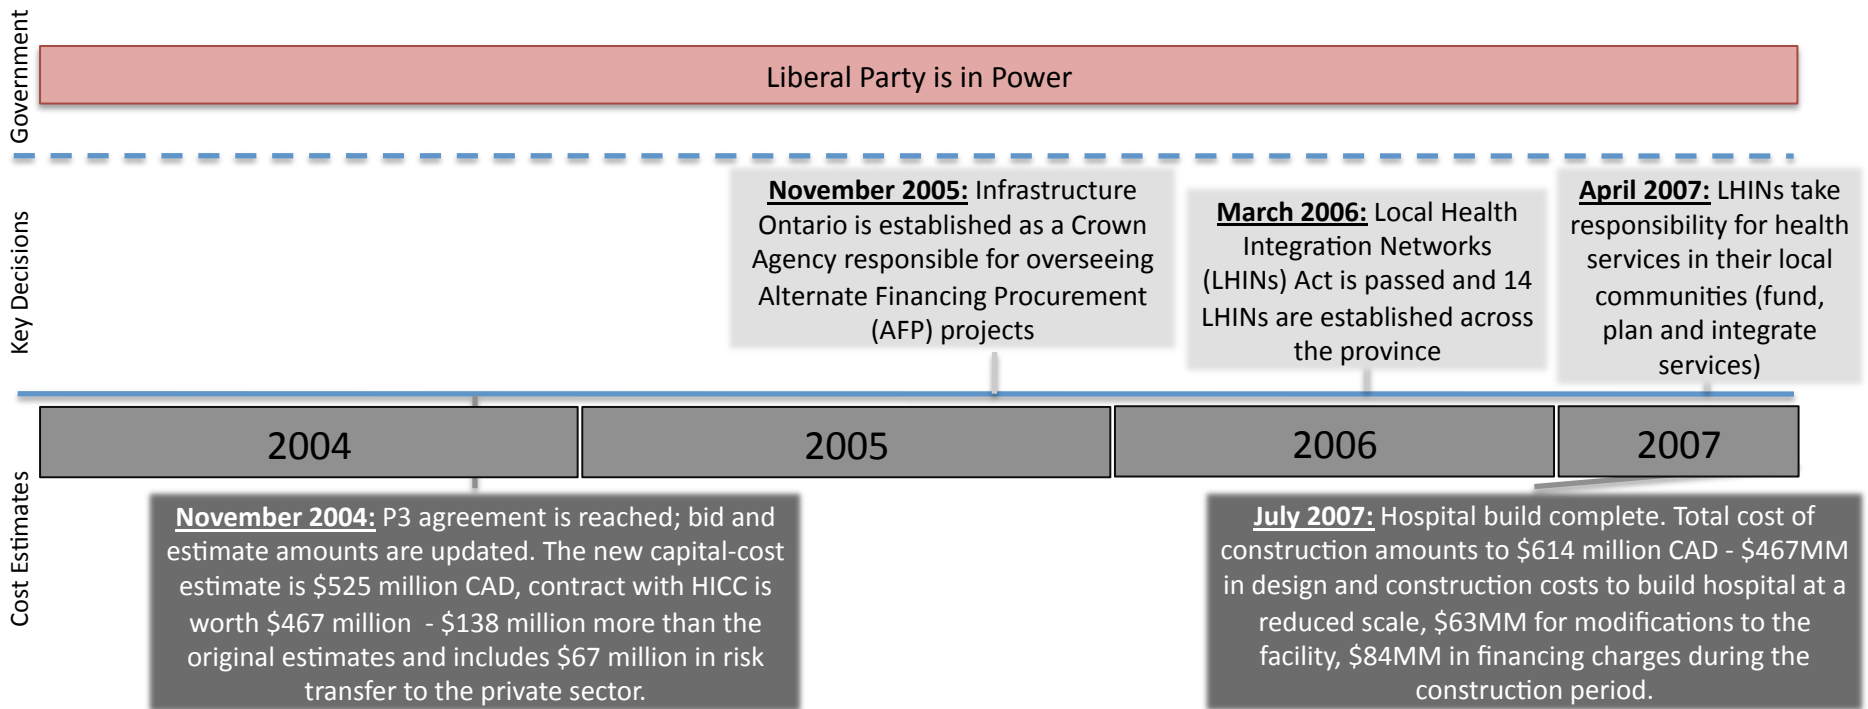 Government
Liberal Party is in Power
Key Decisions
November 2005: Infrastructure
Ontario is established as a Crown
Agency responsible for overseeing
Alternate Financing Procurement
(AFP) projects
March 2006: Local Health
Integration Networks
(LHINs) Act is passed and 14
LHINs are established across
the province
April 2007: LHINs take
responsibility for health
services in their local
communities (fund,
plan and integrate
services)
2004
2005
2006
2007
Cost Estimates
November 2004: P3 agreement is reached; bid and
estimate amounts are updated. The new capital-cost
estimate is $525 million CAD, contract with HICC is
worth $467 million - $138 million more than the
original estimates and includes $67 million in risk
transfer to the private sector.
July 2007: Hospital build complete. Total cost of
construction amounts to $614 million CAD - $467MM
in design and construction costs to build hospital at a
reduced scale, $63MM for modifications to the
facility, $84MM in financing charges during the
construction period.